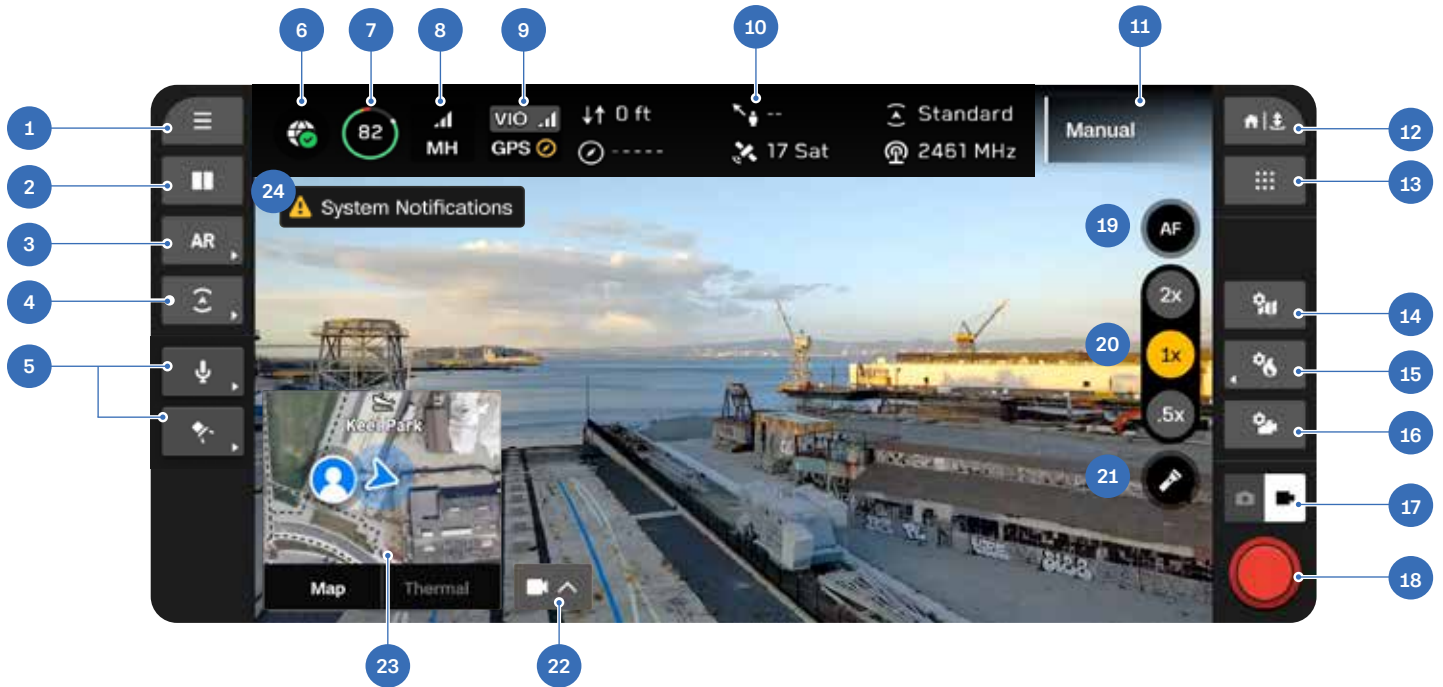 6
7
8
9
10
11
1
2
3
4
5
12
13
14
15
16
17
18
19
20
21
22
23
24
82
MH
VIO
GPS
0 ft
-----
--
17 Sat
Standard
2461 MHz
Manual
System Notifications
AR
AF
2x
1x
.5x
Keel Park
Map
Thermal